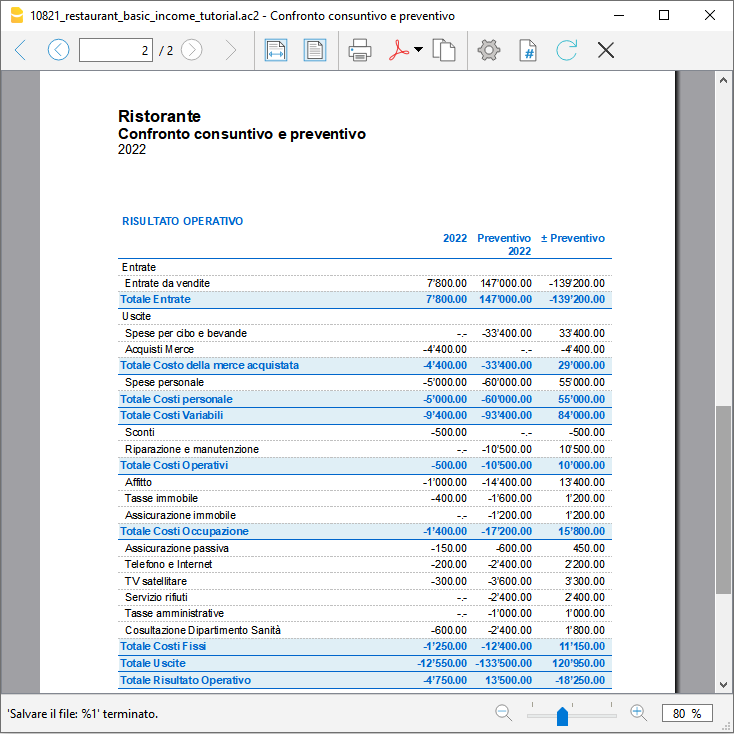 10821_restaurant_basic_income_tutorial.ac2 - Confronto consuntivo e preventivo
2 / 2
Ristorante
Confronto consuntivo e preventivo
2022
RISULTATO OPERATIVO
2022 Preventivo ± Preventivo
2022
Entrate
Entrate da vendite 7'800.00 147'000.00 -139'200.00
Totale Entrate 7'800.00 147'000.00 -139'200.00
Uscite
Spese per cibo e bevande -.- -33'400.00 33'400.00
Acquisti Merce -4'400.00 -.- -4'400.00
Totale Costo della merce acquistata -4'400.00 -33'400.00 29'000.00
Spese personale -5'000.00 -60'000.00 55'000.00
Totale Costi personale -5'000.00 -60'000.00 55'000.00
Totale Costi Variabili -9'400.00 -93'400.00 84'000.00
Sconti -500.00 -.- -500.00
Riparazione e manutenzione -.- -10'500.00 10'500.00
Totale Costi Operativi -500.00 -10'500.00 10'000.00
Affitto -1'000.00 -14'400.00 13'400.00
Tasse immobile -400.00 -1'600.00 1'200.00
Assicurazione immobile -.- -1'200.00 1'200.00
Totale Costi Occupazione -1'400.00 -17'200.00 15'800.00
Assicurazione passiva -150.00 -600.00 450.00
Telefono e Internet -200.00 -2'400.00 2'200.00
TV satellitare -300.00 -3'600.00 3'300.00
Servizio rifiuti -.- -2'400.00 2'400.00
Tasse amministrative -.- -1'000.00 1'000.00
Cosultazione Dipartimento Sanità -600.00 -2'400.00 1'800.00
Totale Costi Fissi -1'250.00 -12'400.00 11'150.00
Totale Uscite -12'550.00 -133'500.00 120'950.00
Totale Risultato Operativo -4'750.00 13'500.00 -18'250.00
'Salvare il file: %1' terminato.
80 %